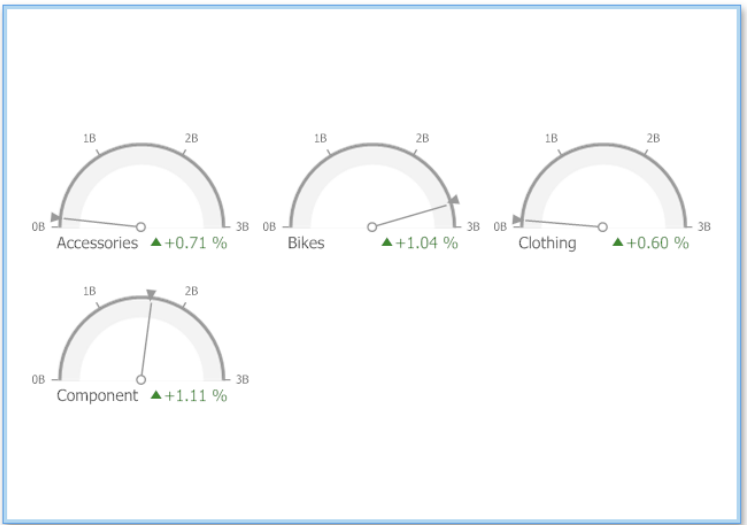 1B 2B 1B 2B 1B 2B
0B 3B 0B 3B 0B 3B
Accessories ▲+0.71 % Bikes ▲+1.04 % Clothing ▲+0.60 %
1B 2B
0B 3B
Component ▲+1.11 %